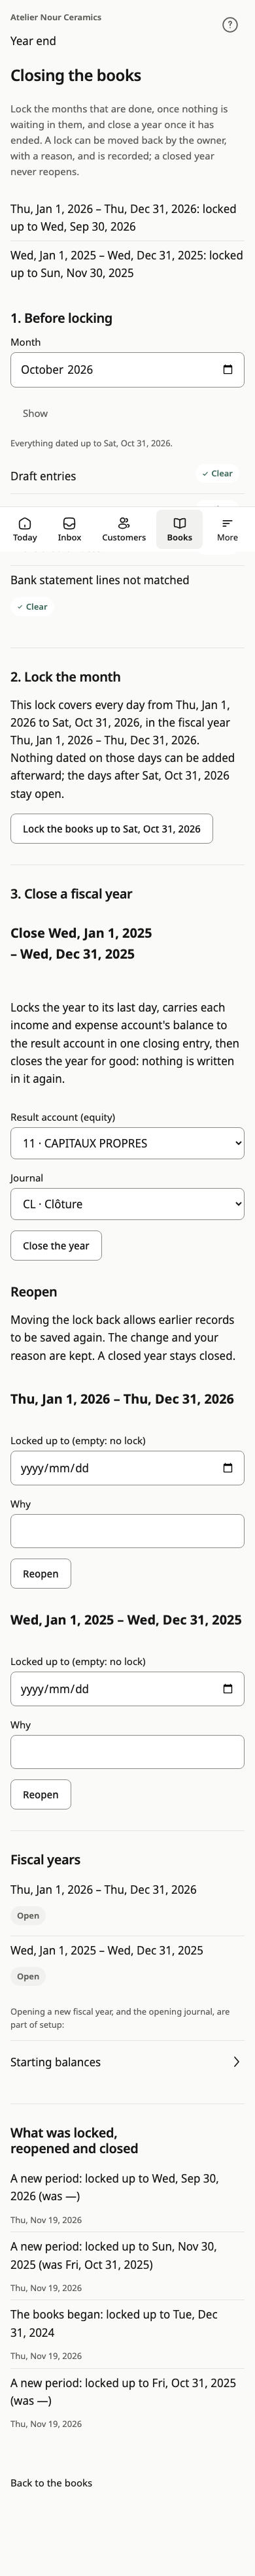 Atelier Nour Ceramics
Year end
Closing the books
Lock the months that are done, once nothing is
waiting in them, and close a year once it has
ended. A lock can be moved back by the owner,
with a reason, and is recorded; a closed year
never reopens.
Thu, Jan 1, 2026 – Thu, Dec 31, 2026: locked
up to Wed, Sep 30, 2026
Wed, Jan 1, 2025 – Wed, Dec 31, 2025: locked
up to Sun, Nov 30, 2025
1. Before locking
Month
October 2026
Show
Everything dated up to Sat, Oct 31, 2026.
Draft entries
Clear
Today
Inbox
Customers
Books
More
Bank statement lines not matched
Clear
2. Lock the month
This lock covers every day from Thu, Jan 1,
2026 to Sat, Oct 31, 2026, in the fiscal year
Thu, Jan 1, 2026 – Thu, Dec 31, 2026.
Nothing dated on those days can be added
afterward; the days after Sat, Oct 31, 2026
stay open.
Lock the books up to Sat, Oct 31, 2026
3. Close a fiscal year
Close Wed, Jan 1, 2025
– Wed, Dec 31, 2025
Locks the year to its last day, carries each
income and expense account's balance to
the result account in one closing entry, then
closes the year for good: nothing is written
in it again.
Result account (equity)
11 · CAPITAUX PROPRES
Journal
CL · Clôture
Close the year
Reopen
Moving the lock back allows earlier records
to be saved again. The change and your
reason are kept. A closed year stays closed.
Thu, Jan 1, 2026 – Thu, Dec 31, 2026
Locked up to (empty: no lock)
yyyy/mm/dd
Why
Reopen
Wed, Jan 1, 2025 – Wed, Dec 31, 2025
Locked up to (empty: no lock)
yyyy/mm/dd
Why
Reopen
Fiscal years
Thu, Jan 1, 2026 – Thu, Dec 31, 2026
Open
Wed, Jan 1, 2025 – Wed, Dec 31, 2025
Open
Opening a new fiscal year, and the opening journal, are
part of setup:
Starting balances
What was locked,
reopened and closed
A new period: locked up to Wed, Sep 30,
2026 (was —)
Thu, Nov 19, 2026
A new period: locked up to Sun, Nov 30,
2025 (was Fri, Oct 31, 2025)
Thu, Nov 19, 2026
The books began: locked up to Tue, Dec
31, 2024
Thu, Nov 19, 2026
A new period: locked up to Fri, Oct 31, 2025
(was —)
Thu, Nov 19, 2026
Back to the books